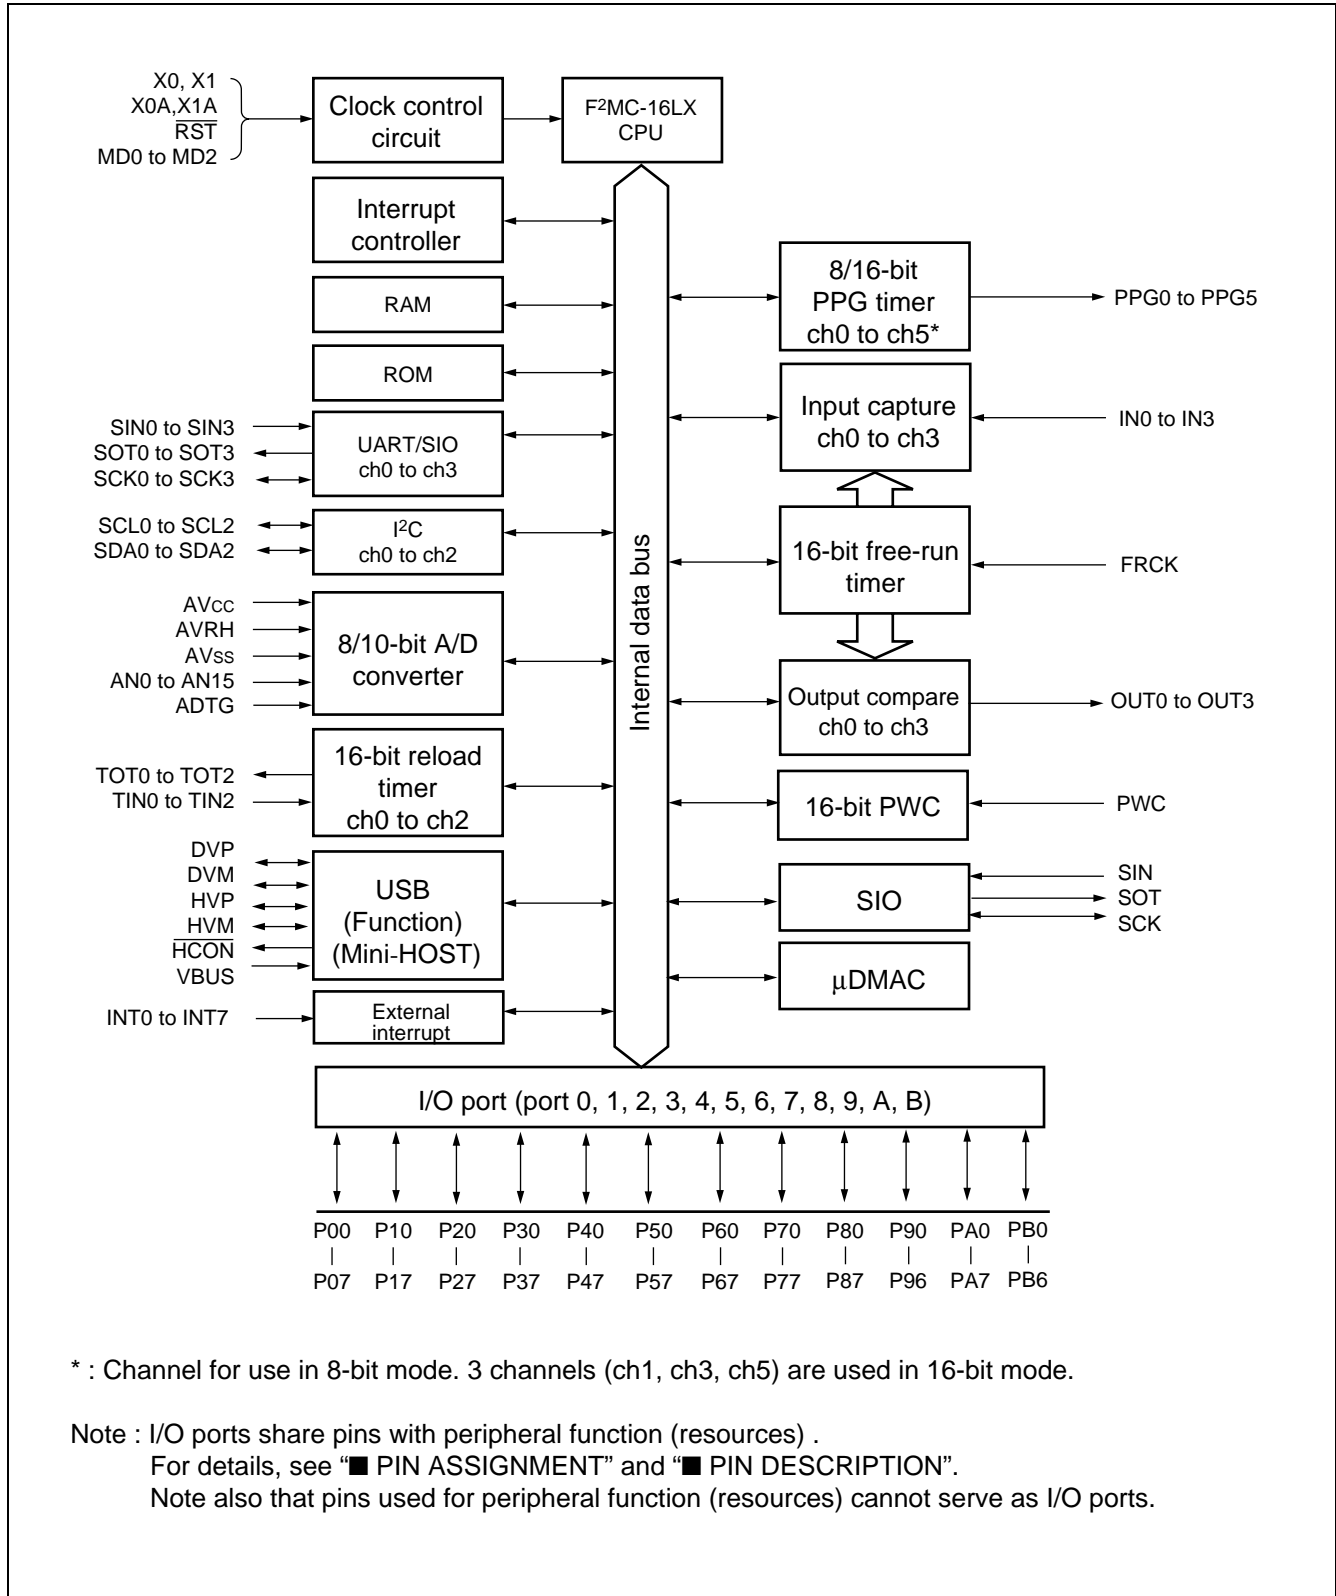 X0, X1
X0A,X1A
RST
MD0 to MD2
Clock control
circuit
F²MC-16LX
CPU
Interrupt
controller
RAM
ROM
SIN0 to SIN3
SOT0 to SOT3
SCK0 to SCK3
UART/SIO
ch0 to ch3
SCL0 to SCL2
SDA0 to SDA2
I²C
ch0 to ch2
AVcc
AVRH
AVss
AN0 to AN15
ADTG
8/10-bit A/D
converter
TOT0 to TOT2
TIN0 to TIN2
16-bit reload
timer
ch0 to ch2
DVP
DVM
HVP
HVM
HCON
VBUS
USB
(Function)
(Mini-HOST)
INT0 to INT7
External
interrupt
Internal data bus
8/16-bit
PPG timer
ch0 to ch5*
PPG0 to PPG5
Input capture
ch0 to ch3
IN0 to IN3
16-bit free-run
timer
FRCK
Output compare
ch0 to ch3
OUT0 to OUT3
16-bit PWC
PWC
SIO
SIN
SOT
SCK
µDMAC
I/O port (port 0, 1, 2, 3, 4, 5, 6, 7, 8, 9, A, B)
P00 P10 P20 P30 P40 P50 P60 P70 P80 P90 PA0 PB0
P07 P17 P27 P37 P47 P57 P67 P77 P87 P96 PA7 PB6
* : Channel for use in 8-bit mode. 3 channels (ch1, ch3, ch5) are used in 16-bit mode.
Note : I/O ports share pins with peripheral function (resources) .
For details, see “■ PIN ASSIGNMENT” and “■ PIN DESCRIPTION”.
Note also that pins used for peripheral function (resources) cannot serve as I/O ports.